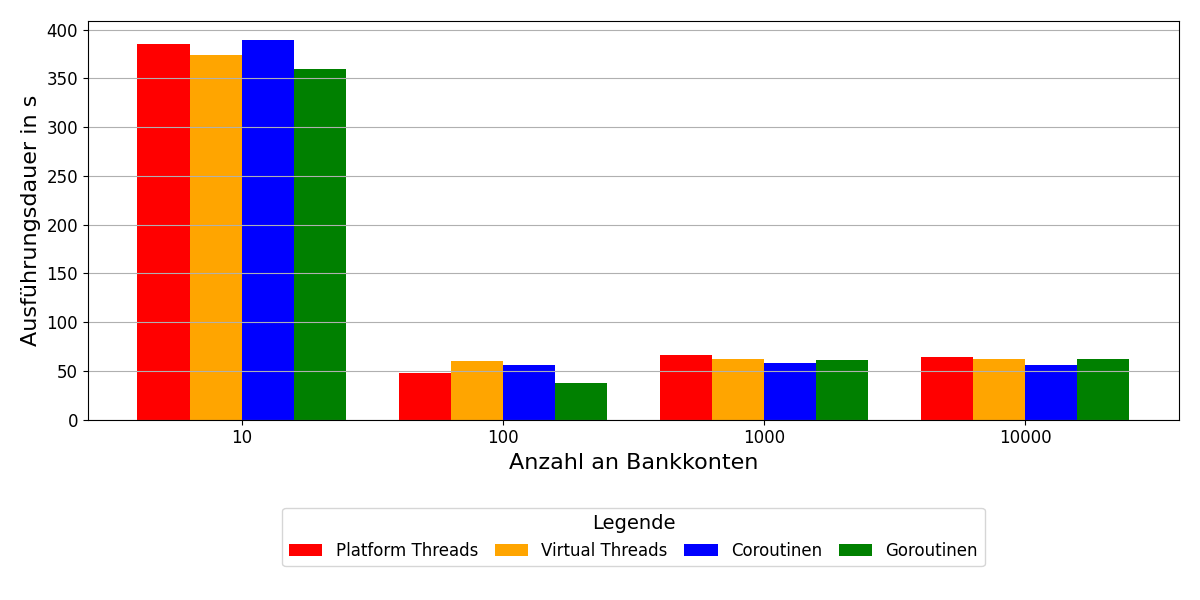 400
350
300
250
200
150
100
50
0
Ausführungsdauer in s
10 100 1000 10000
Anzahl an Bankkonten
Legende
Platform Threads Virtual Threads Coroutinen Goroutinen